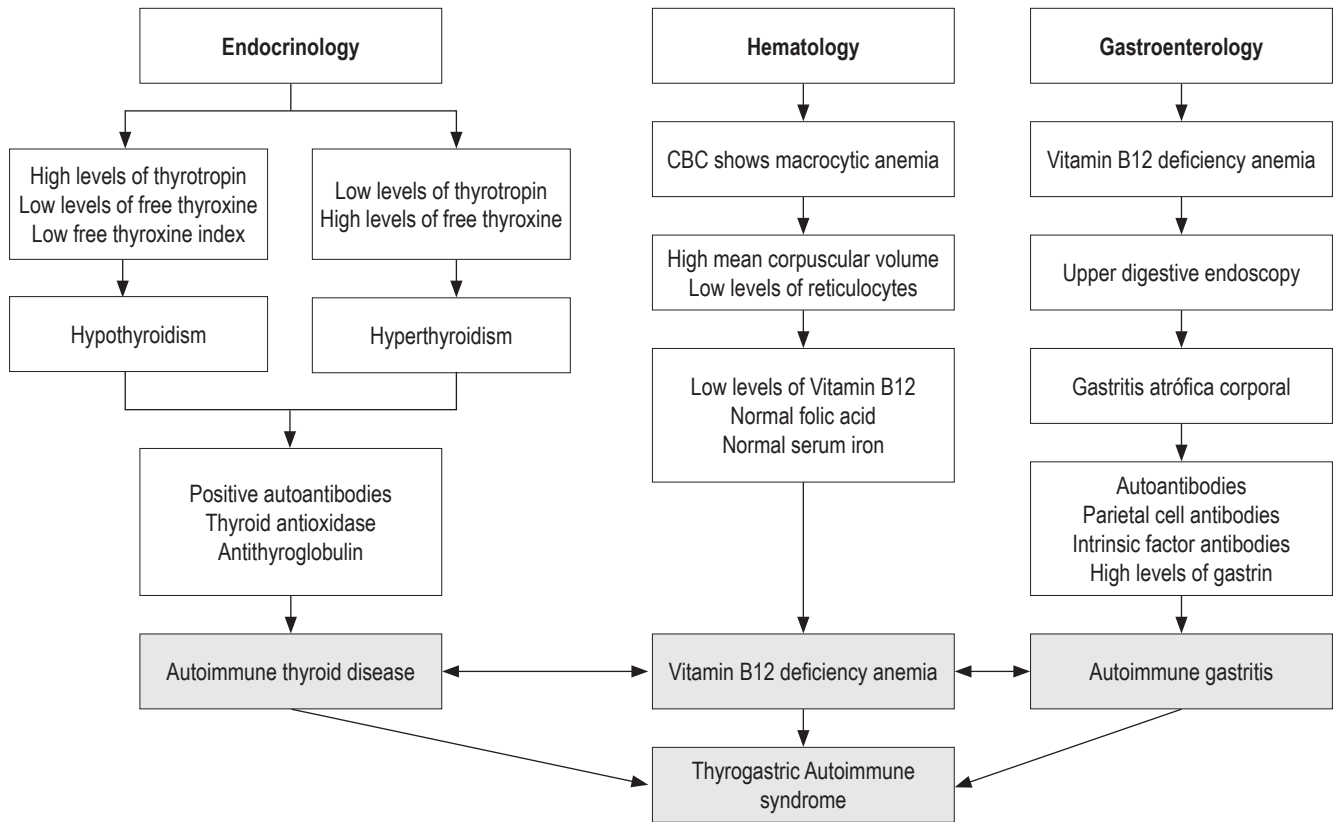 Endocrinology
High levels of thyrotropin
Low levels of free thyroxine
Low free thyroxine index
Low levels of thyrotropin
High levels of free thyroxine
Hypothyroidism
Hyperthyroidism
Positive autoantibodies
Thyroid antioxidase
Antithyroglobulin
Autoimmune thyroid disease
Hematology
CBC shows macrocytic anemia
High mean corpuscular volume
Low levels of reticulocytes
Low levels of Vitamin B12
Normal folic acid
Normal serum iron
Vitamin B12 deficiency anemia
Gastroenterology
Vitamin B12 deficiency anemia
Upper digestive endoscopy
Gastritis atrófica corporal
Autoantibodies
Parietal cell antibodies
Intrinsic factor antibodies
High levels of gastrin
Autoimmune gastritis
Thyrogastric Autoimmune
syndrome